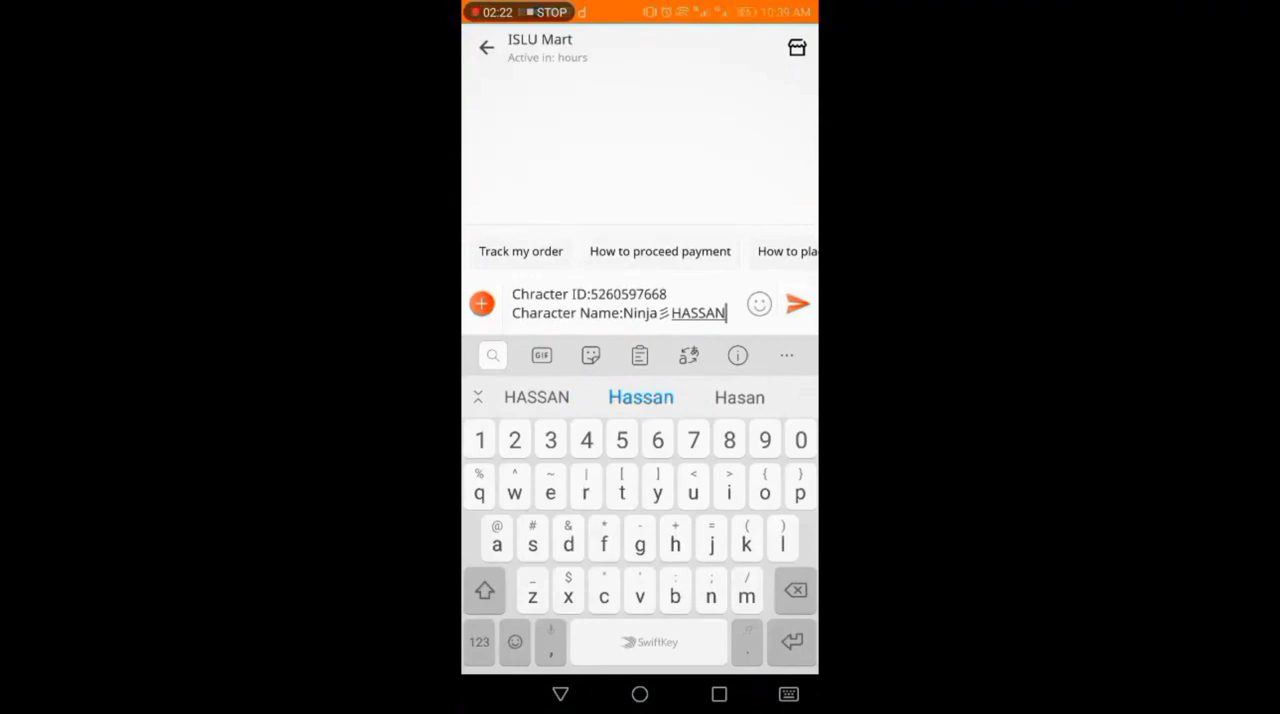 02:22 STOP d 10:39 AM
ISLU Mart
Active in: hours
Track my order How to proceed payment How to pla
Chracter ID:5260597668
Character Name:Ninja彡HASSAN
GIF
HASSAN Hassan Hasan
1 2 3 4 5 6 7 8 9 0
% ^ ~ | [ ] < > { }
q w e r t y u i o p
@ # & * - + = ( )
a s d f g h j k l
_ $ " ' : ; /
z x c v b n m
123 , SwiftKey .